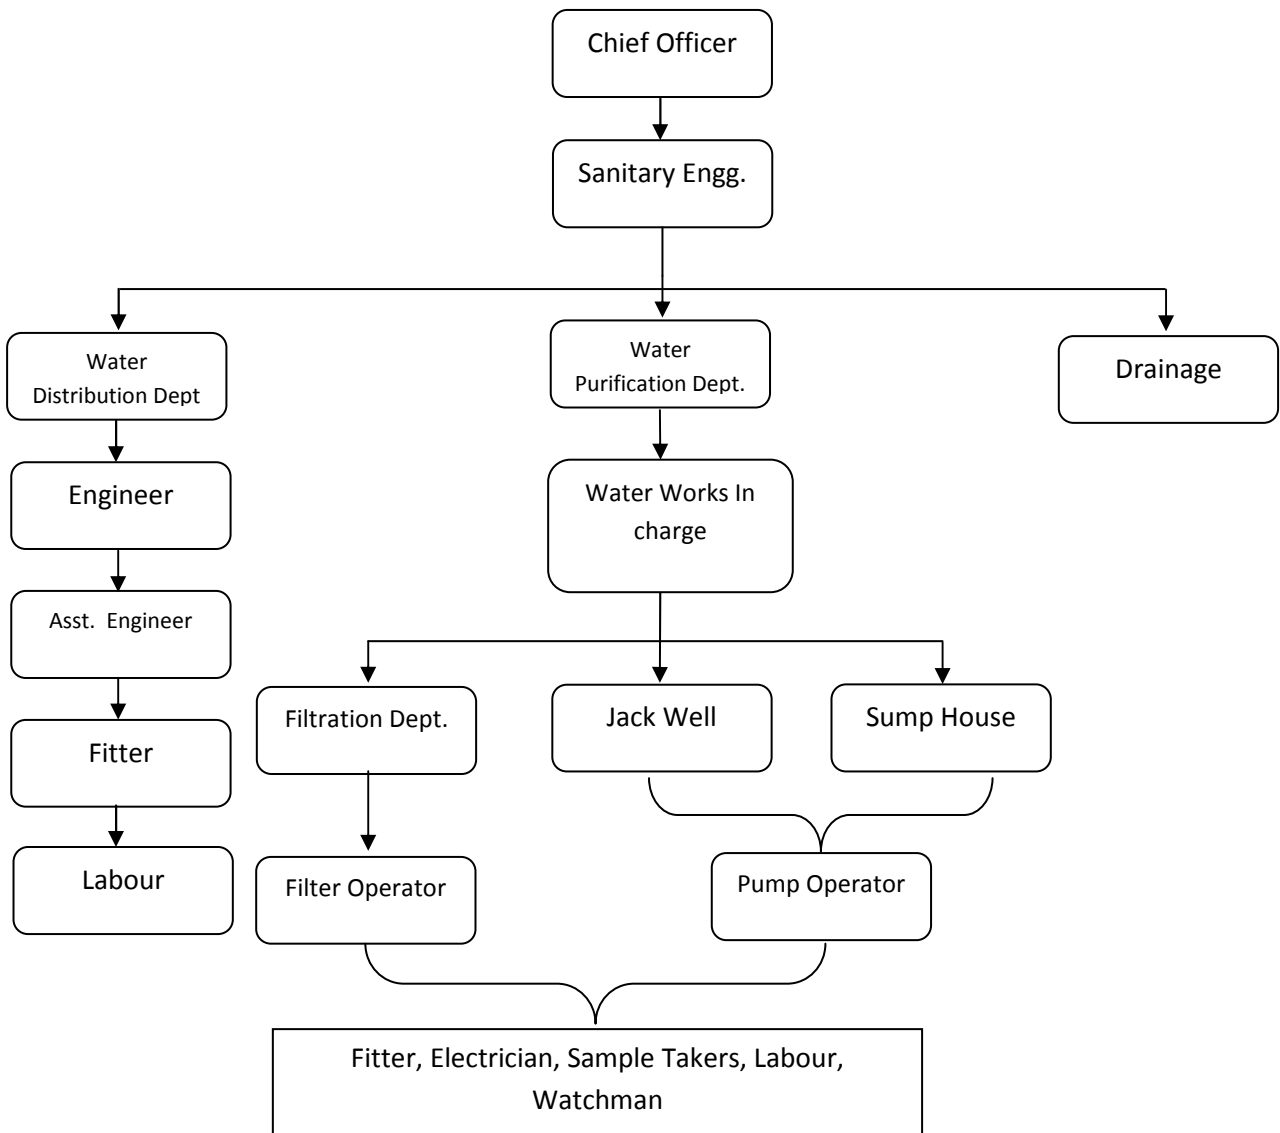 Chief Officer
Sanitary Engg.
Water
Distribution Dept
Water
Purification Dept.
Drainage
Engineer
Water Works In
charge
Asst.  Engineer
Filtration Dept.
Jack Well
Sump House
Fitter
Labour
Filter Operator
Pump Operator
Fitter, Electrician, Sample Takers, Labour,
Watchman